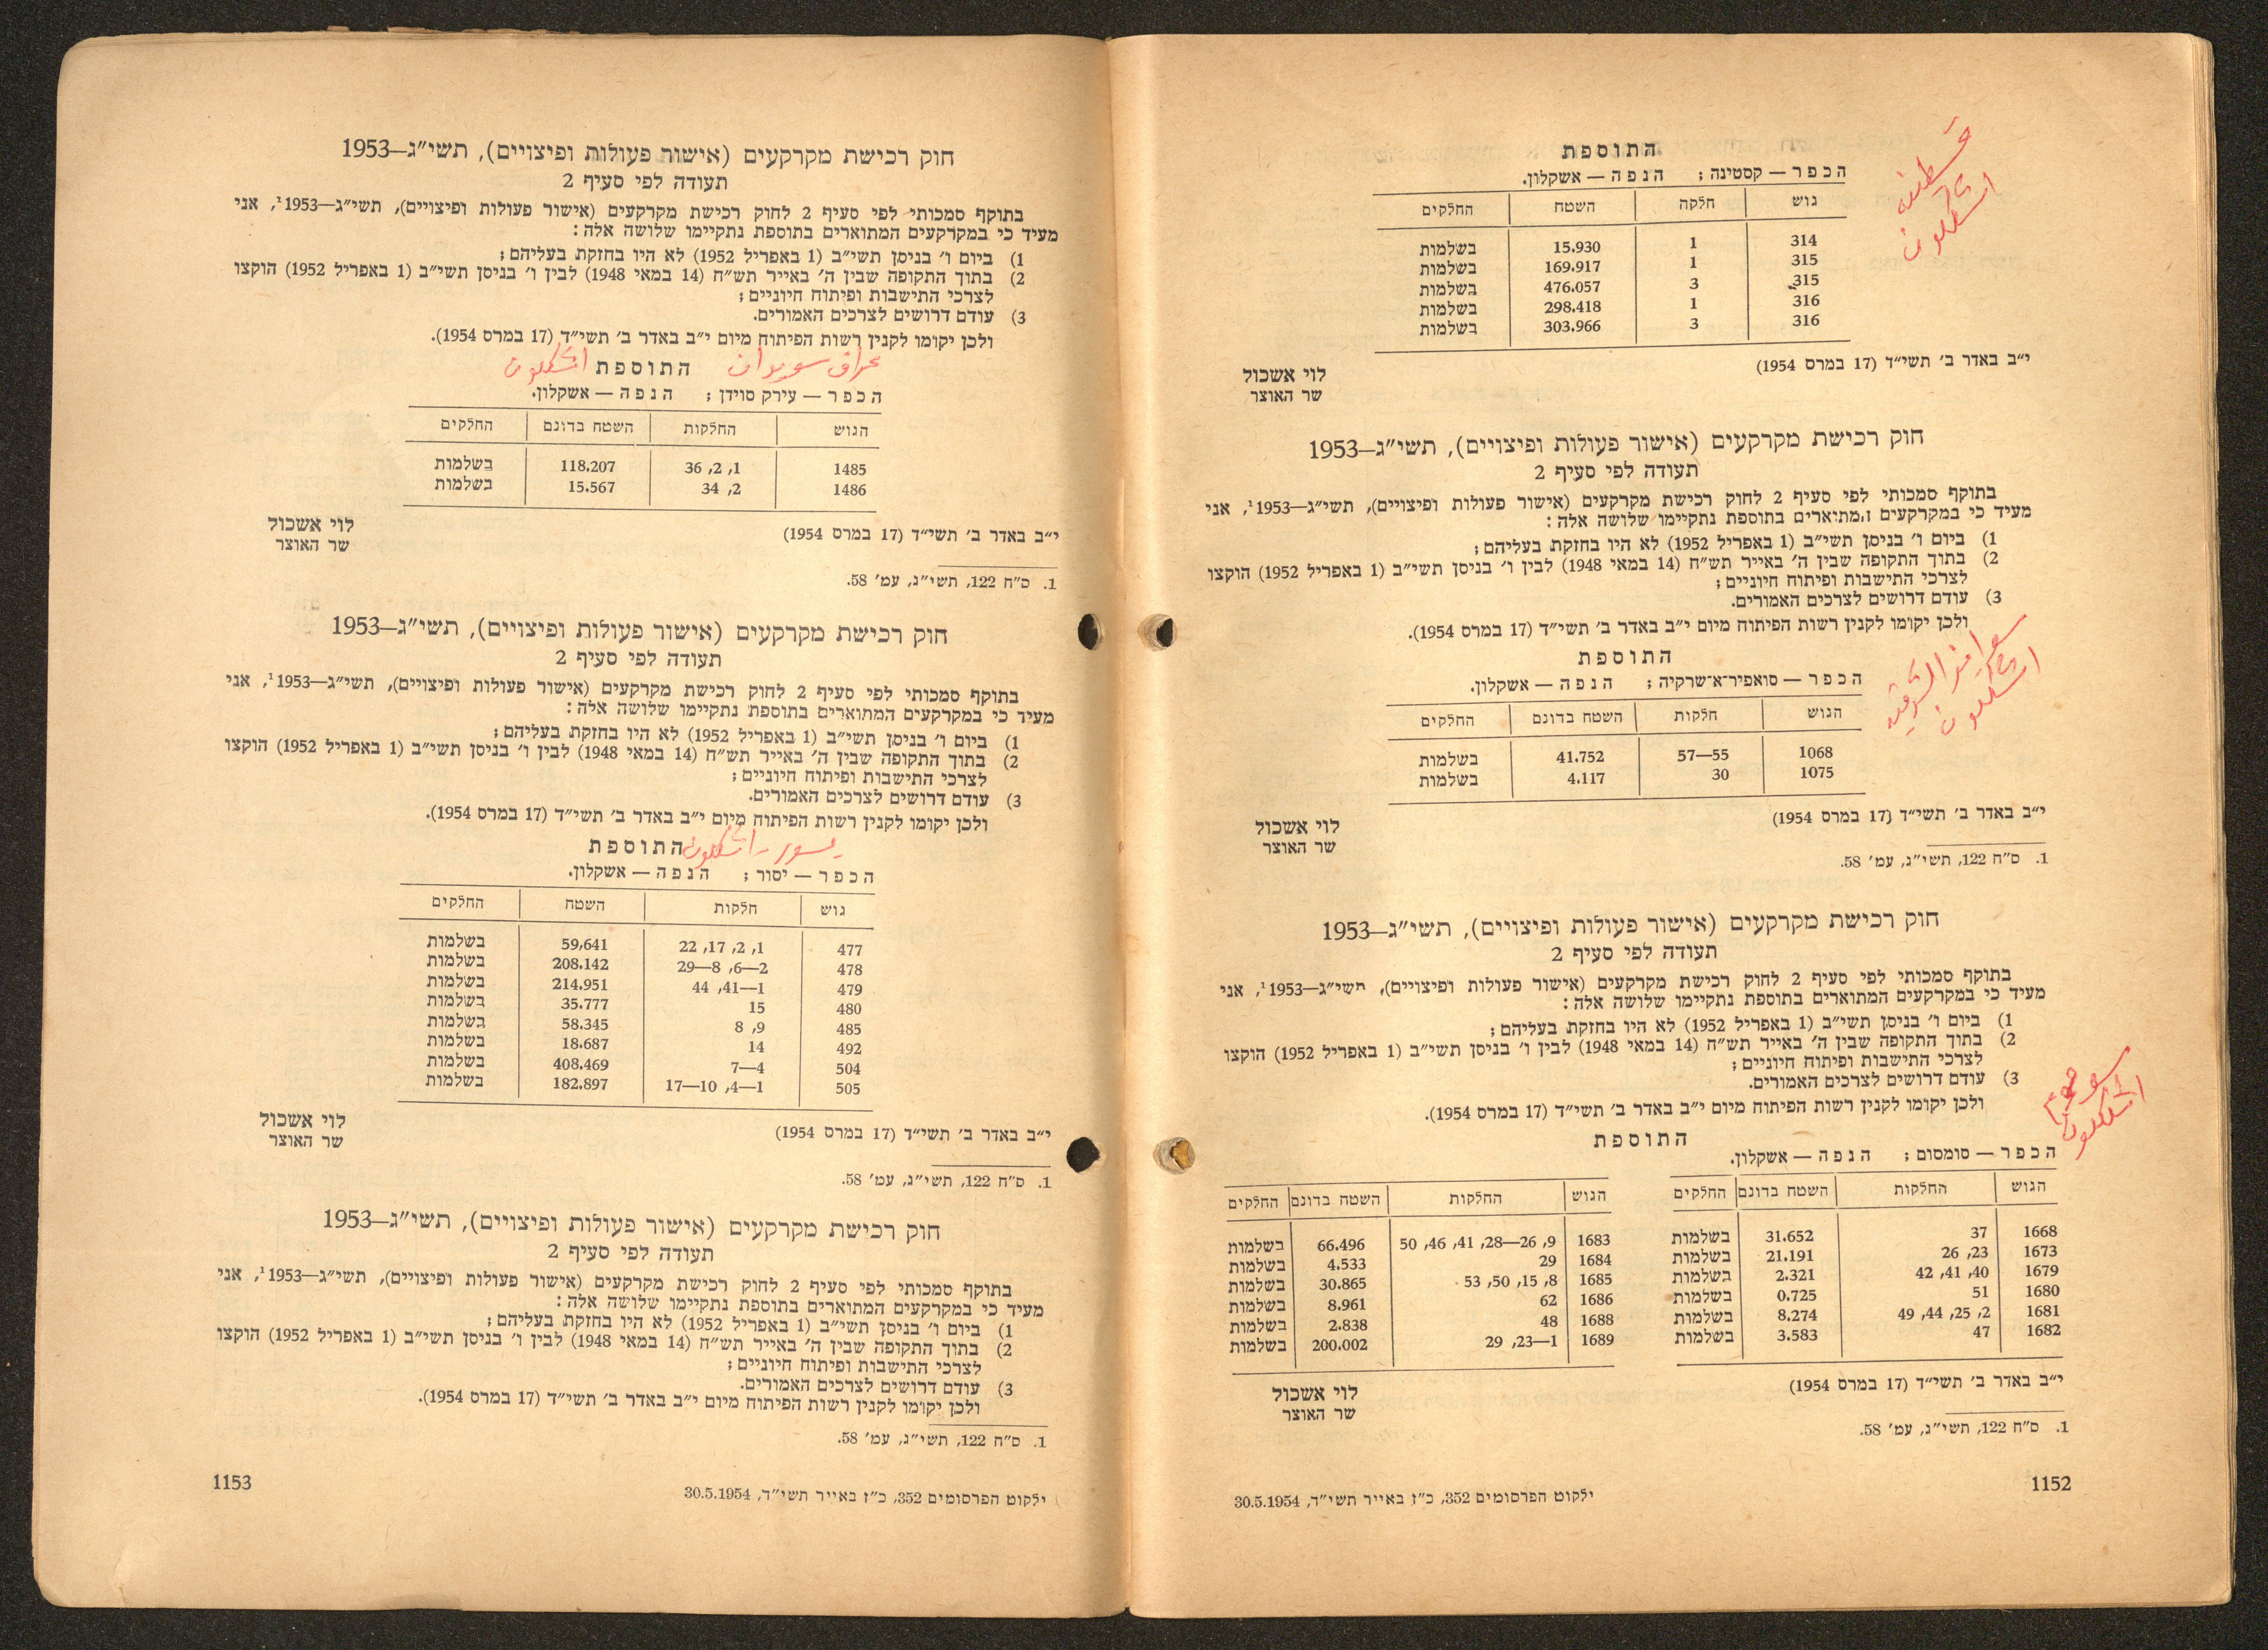 התוספת
הכפר — קסטינה; הנפה — אשקלון.
גוש חלקה השטח החלקים
314 1 15.930 בשלמות
315 1 169.917 בשלמות
315 3 476.057 בשלמות
316 1 298.418 בשלמות
316 3 303.966 בשלמות
قسطينه
اشكلون
י״ב באדר ב׳ תשי״ד (17 במרס 1954)
לוי אשכול
שר האוצר
חוק רכישת מקרקעים (אישור פעולות ופיצויים), תשי״ג—1953
תעודה לפי סעיף 2
בתוקף סמכותי לפי סעיף 2 לחוק רכישת מקרקעים (אישור פעולות ופיצויים), תשי״ג—1953¹, אני
מעיד כי במקרקעים המתוארים בתוספת נתקיימו שלושה אלה:
1) ביום ו׳ בניסן תשי״ב (1 באפריל 1952) לא היו בחזקת בעליהם;
2) בתוך התקופה שבין ה׳ באייר תש״ח (14 במאי 1948) לבין ו׳ בניסן תשי״ב (1 באפריל 1952) הוקצו
לצרכי התישבות ופיתוח חיוניים;
3) עודם דרושים לצרכים האמורים.
ולכן יקומו לקנין רשות הפיתוח מיום י״ב באדר ב׳ תשי״ד (17 במרס 1954).
התוספת
הכפר — סואפיר־א־שרקיה; הנפה — אשקלון.
سوافير الشرقيه
اشكلون
הגוש חלקות השטח בדונם החלקים
1068 55—57 41.752 בשלמות
1075 30 4.117 בשלמות
י״ב באדר ב׳ תשי״ד (17 במרס 1954)
לוי אשכול
שר האוצר
1. ס״ח 122, תשי״ג, עמ׳ 58.
חוק רכישת מקרקעים (אישור פעולות ופיצויים), תשי״ג—1953
תעודה לפי סעיף 2
בתוקף סמכותי לפי סעיף 2 לחוק רכישת מקרקעים (אישור פעולות ופיצויים), תשי״ג—1953¹, אני
מעיד כי במקרקעים המתוארים בתוספת נתקיימו שלושה אלה:
1) ביום ו׳ בניסן תשי״ב (1 באפריל 1952) לא היו בחזקת בעליהם;
2) בתוך התקופה שבין ה׳ באייר תש״ח (14 במאי 1948) לבין ו׳ בניסן תשי״ב (1 באפריל 1952) הוקצו
לצרכי התישבות ופיתוח חיוניים;
3) עודם דרושים לצרכים האמורים.
ולכן יקומו לקנין רשות הפיתוח מיום י״ב באדר ב׳ תשי״ד (17 במרס 1954).
התוספת
הכפר — סומסום; הנפה — אשקלון.
اشكلون
הגוש החלקות השטח בדונם החלקים
1668 37 31.652 בשלמות
1673 23, 26 21.191 בשלמות
1679 40, 41, 42 2.321 בשלמות
1680 51 0.725 בשלמות
1681 2, 25, 44, 49 8.274 בשלמות
1682 47 3.583 בשלמות
הגוש החלקות השטח בדונם החלקים
1683 9, 26—28, 41, 46, 50 66.496 בשלמות
1684 29 4.533 בשלמות
1685 8, 15, 50, 53 30.865 בשלמות
1686 62 8.961 בשלמות
1688 48 2.838 בשלמות
1689 1—23, 29 200.002 בשלמות
י״ב באדר ב׳ תשי״ד (17 במרס 1954)
לוי אשכול
שר האוצר
1. ס״ח 122, תשי״ג, עמ׳ 58.
1152
ילקוט הפרסומים 352, כ״ז באייר תשי״ד, 30.5.1954
חוק רכישת מקרקעים (אישור פעולות ופיצויים), תשי״ג—1953
תעודה לפי סעיף 2
בתוקף סמכותי לפי סעיף 2 לחוק רכישת מקרקעים (אישור פעולות ופיצויים), תשי״ג—1953¹, אני
מעיד כי במקרקעים המתוארים בתוספת נתקיימו שלושה אלה:
1) ביום ו׳ בניסן תשי״ב (1 באפריל 1952) לא היו בחזקת בעליהם;
2) בתוך התקופה שבין ה׳ באייר תש״ח (14 במאי 1948) לבין ו׳ בניסן תשי״ב (1 באפריל 1952) הוקצו
לצרכי התישבות ופיתוח חיוניים;
3) עודם דרושים לצרכים האמורים.
ולכן יקומו לקנין רשות הפיתוח מיום י״ב באדר ב׳ תשי״ד (17 במרס 1954).
عراق سويدان התוספת اشكلون
הכפר — עירק סוידן; הנפה — אשקלון.
הגוש החלקות השטח בדונם החלקים
1485 1, 2, 36 118.207 בשלמות
1486 2, 34 15.567 בשלמות
י״ב באדר ב׳ תשי״ד (17 במרס 1954)
לוי אשכול
שר האוצר
1. ס״ח 122, תשי״ג, עמ׳ 58.
חוק רכישת מקרקעים (אישור פעולות ופיצויים), תשי״ג—1953
תעודה לפי סעיף 2
בתוקף סמכותי לפי סעיף 2 לחוק רכישת מקרקעים (אישור פעולות ופיצויים), תשי״ג—1953¹, אני
מעיד כי במקרקעים המתוארים בתוספת נתקיימו שלושה אלה:
1) ביום ו׳ בניסן תשי״ב (1 באפריל 1952) לא היו בחזקת בעליהם;
2) בתוך התקופה שבין ה׳ באייר תש״ח (14 במאי 1948) לבין ו׳ בניסן תשי״ב (1 באפריל 1952) הוקצו
לצרכי התישבות ופיתוח חיוניים;
3) עודם דרושים לצרכים האמורים.
ולכן יקומו לקנין רשות הפיתוח מיום י״ב באדר ב׳ תשי״ד (17 במרס 1954).
يسور - اشكلون התוספת
הכפר — יסור; הנפה — אשקלון.
גוש חלקות השטח החלקים
477 1, 2, 17, 22 59,641 בשלמות
478 2—6, 8—29 208.142 בשלמות
479 1—41, 44 214.951 בשלמות
480 15 35.777 בשלמות
485 9, 8 58.345 בשלמות
492 14 18.687 בשלמות
504 4—7 408.469 בשלמות
505 1—4, 10—17 182.897 בשלמות
י״ב באדר ב׳ תשי״ד (17 במרס 1954)
לוי אשכול
שר האוצר
1. ס״ח 122, תשי״ג, עמ׳ 58.
חוק רכישת מקרקעים (אישור פעולות ופיצויים), תשי״ג—1953
תעודה לפי סעיף 2
בתוקף סמכותי לפי סעיף 2 לחוק רכישת מקרקעים (אישור פעולות ופיצויים), תשי״ג—1953¹, אני
מעיד כי במקרקעים המתוארים בתוספת נתקיימו שלושה אלה:
1) ביום ו׳ בניסן תשי״ב (1 באפריל 1952) לא היו בחזקת בעליהם;
2) בתוך התקופה שבין ה׳ באייר תש״ח (14 במאי 1948) לבין ו׳ בניסן תשי״ב (1 באפריל 1952) הוקצו
לצרכי התישבות ופיתוח חיוניים;
3) עודם דרושים לצרכים האמורים.
ולכן יקומו לקנין רשות הפיתוח מיום י״ב באדר ב׳ תשי״ד (17 במרס 1954).
1. ס״ח 122, תשי״ג, עמ׳ 58.
ילקוט הפרסומים 352, כ״ז באייר תשי״ד, 30.5.1954
1153